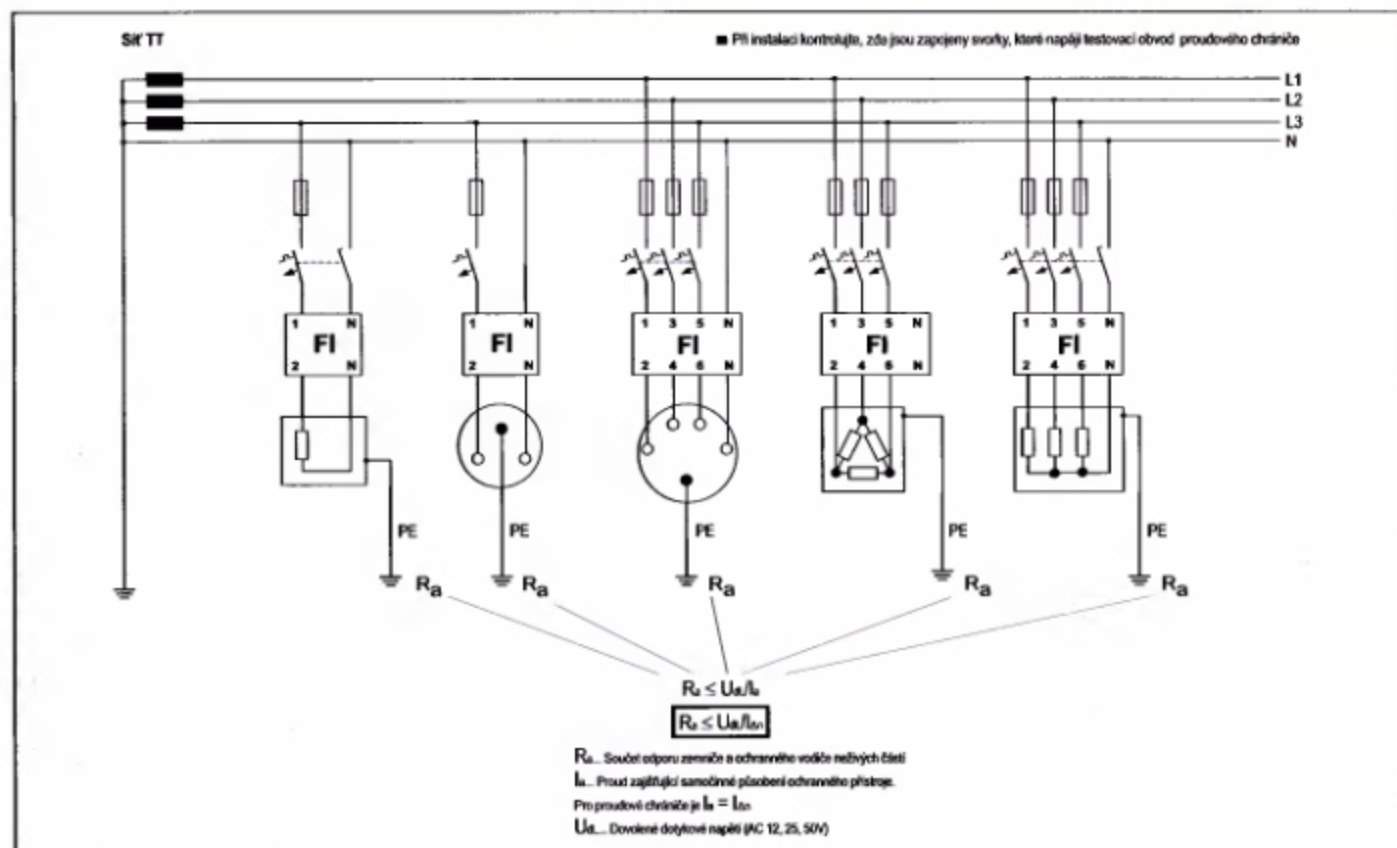 Síť TT
■ Při instalaci kontrolujte, zda jsou zapojeny svorky, které napájí testovací obvod proudového chrániče
L1
L2
L3
N
1 N
FI
2 N
1 N
FI
2 N
1 3 5 N
FI
2 4 6 N
1 3 5 N
FI
2 4 6 N
1 3 5 N
FI
2 4 6 N
PE
PE
PE
PE
PE
Ra
Ra
Ra
Ra
Ra
Ra ≤ Udl/Ia
Ra ≤ Udl/IΔn
Ra... Součet odporu zemniče a ochranného vodiče neživých částí
Ia... Proud zajišťující samočinné působení ochranného přístroje.
Pro proudové chrániče je Ia = IΔn
Udl... Dovolené dotykové napětí (AC 12, 25, 50V)